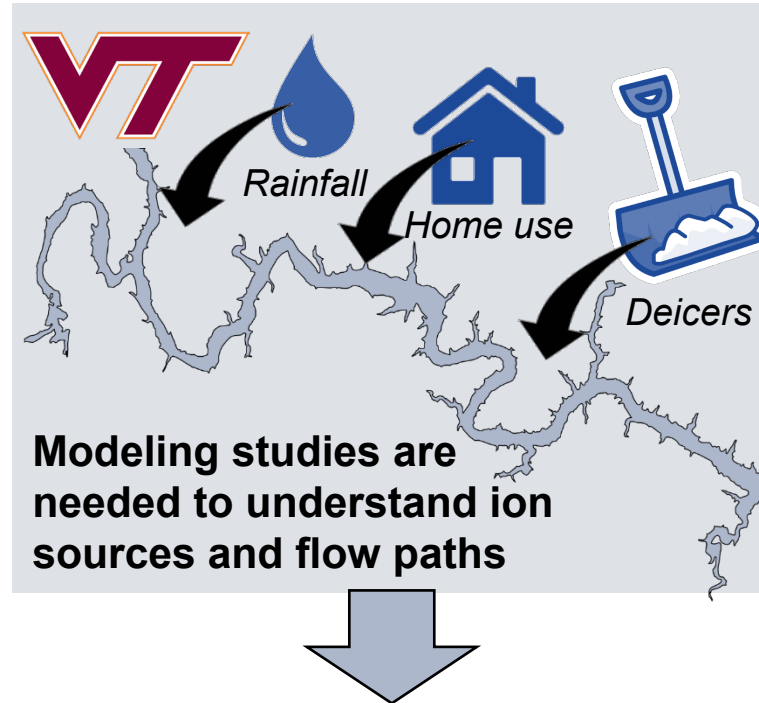 VT
Rainfall
Home use
Deicers
Modeling studies are
needed to understand ion
sources and flow paths